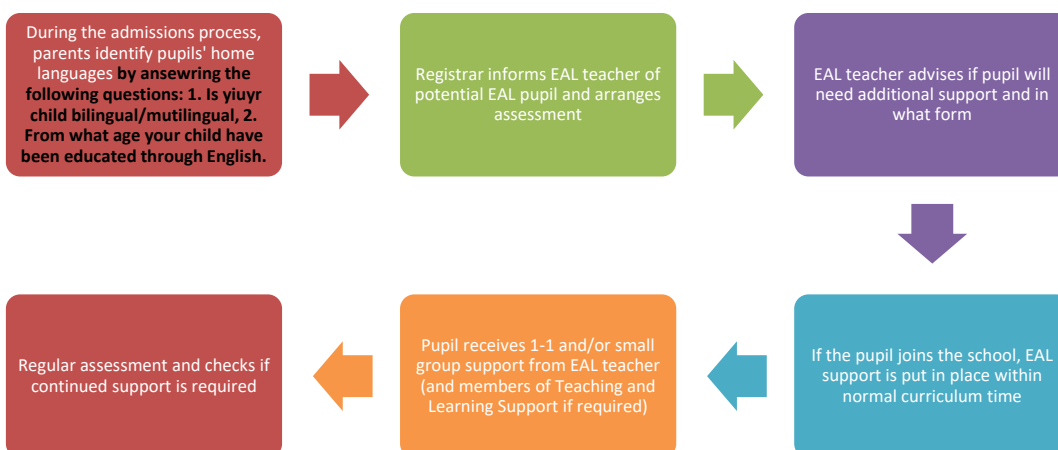 During the admissions process,
parents identify pupils' home
languages by ansewring the
following questions: 1. Is yiuyr
child bilingual/mutilingual, 2.
From what age your child have
been educated through English.
Registrar informs EAL teacher of
potential EAL pupil and arranges
assessment
EAL teacher advises if pupil will
need additional support and in
what form
If the pupil joins the school, EAL
support is put in place within
normal curriculum time
Pupil receives 1-1 and/or small
group support from EAL teacher
(and members of Teaching and
Learning Support if required)
Regular assessment and checks if
continued support is required